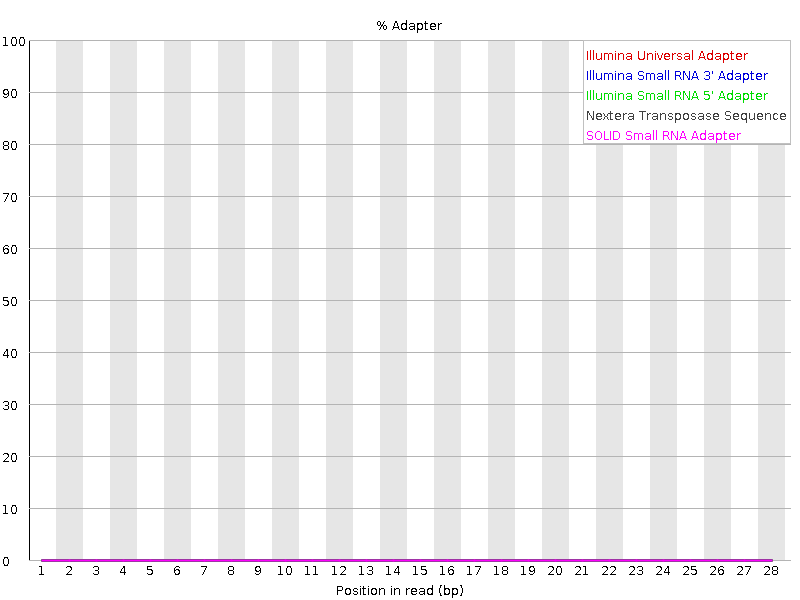 % Adapter
100
90
80
70
60
50
40
30
20
10
0
Illumina Universal Adapter
Illumina Small RNA 3' Adapter
Illumina Small RNA 5' Adapter
Nextera Transposase Sequence
SOLID Small RNA Adapter
1 2 3 4 5 6 7 8 9 10 11 12 13 14 15 16 17 18 19 20 21 22 23 24 25 26 27 28
Position in read (bp)